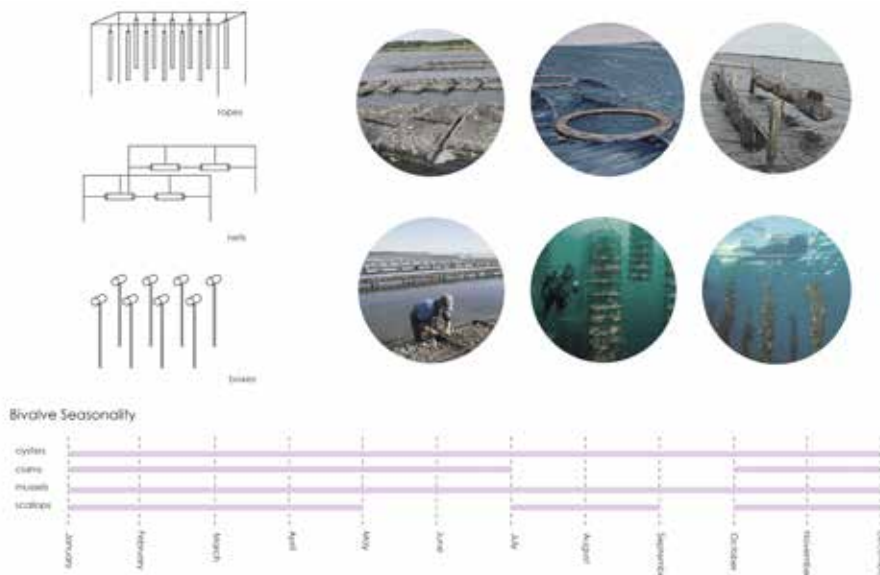 ropes
nets
boxes
Bivalve Seasonality
oysters
clams
mussels
scallops
January
February
March
April
May
June
July
August
September
October
November